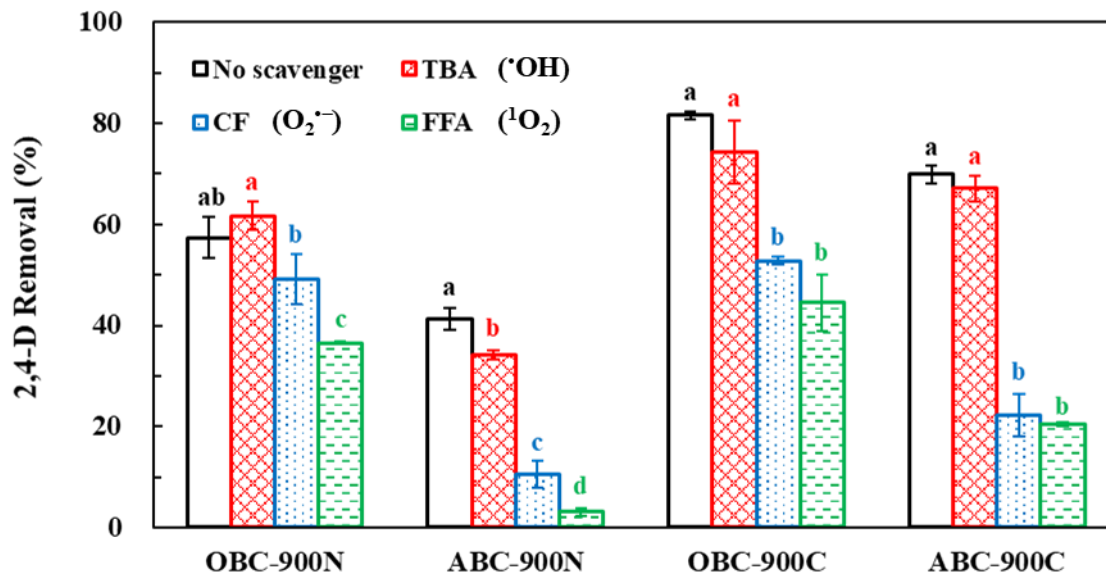 100
80
60
40
20
0
2,4-D Removal (%)
No scavenger TBA (•OH)
CF (O₂•−) FFA (¹O₂)
ab a b c
a b c d
a a b b
a a b b
OBC-900N ABC-900N OBC-900C ABC-900C